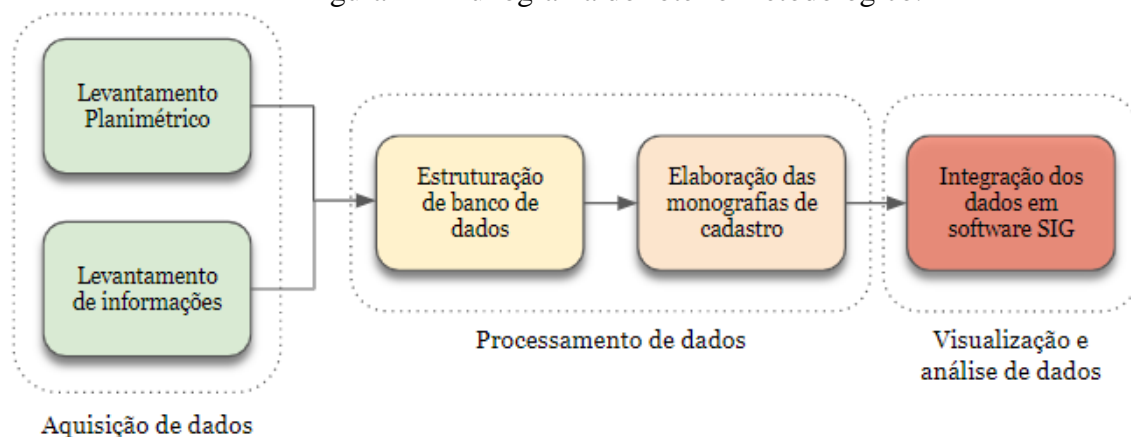 Levantamento
Planimétrico
Levantamento
de informações
Aquisição de dados
Estruturação
de banco de
dados
Elaboração das
monografias de
cadastro
Processamento de dados
Integração dos
dados em
software SIG
Visualização e
análise de dados